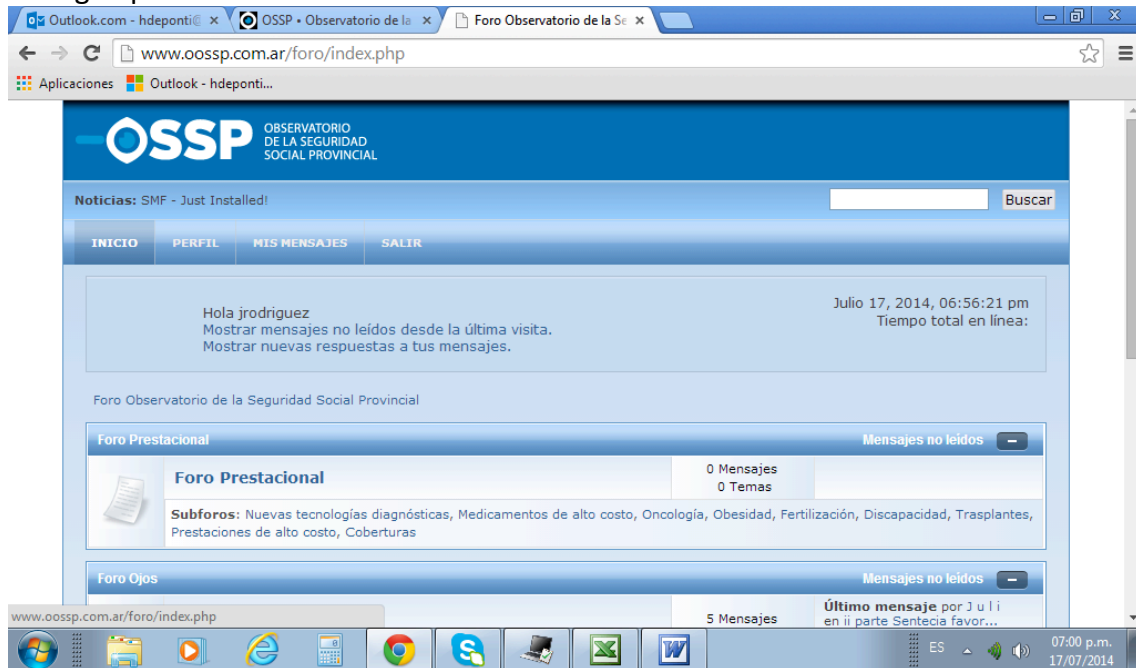 Outlook.com - hdeponti@
OSSP • Observatorio de la
Foro Observatorio de la Se
www.oossp.com.ar/foro/index.php
Aplicaciones
Outlook - hdeponti...
OSSP
OBSERVATORIO
DE LA SEGURIDAD
SOCIAL PROVINCIAL
Noticias: SMF - Just Installed!
Buscar
INICIO
PERFIL
MIS MENSAJES
SALIR
Hola jrodriguez
Mostrar mensajes no leídos desde la última visita.
Mostrar nuevas respuestas a tus mensajes.
Julio 17, 2014, 06:56:21 pm
Tiempo total en línea:
Foro Observatorio de la Seguridad Social Provincial
Foro Prestacional
Mensajes no leídos
Foro Prestacional
0 Mensajes
0 Temas
Subforos: Nuevas tecnologías diagnósticas, Medicamentos de alto costo, Oncología, Obesidad, Fertilización, Discapacidad, Trasplantes,
Prestaciones de alto costo, Coberturas
Foro Ojos
Mensajes no leídos
5 Mensajes
Último mensaje por J u l i
en ii parte Sentecia favor...
www.oossp.com.ar/foro/index.php
ES
07:00 p.m.
17/07/2014